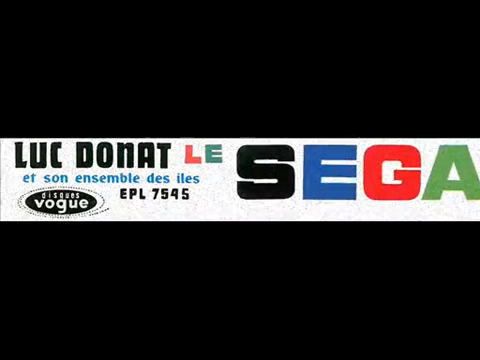 LUC DONAT LE SEGA
et son ensemble des iles
disques
vogue
EPL 7545